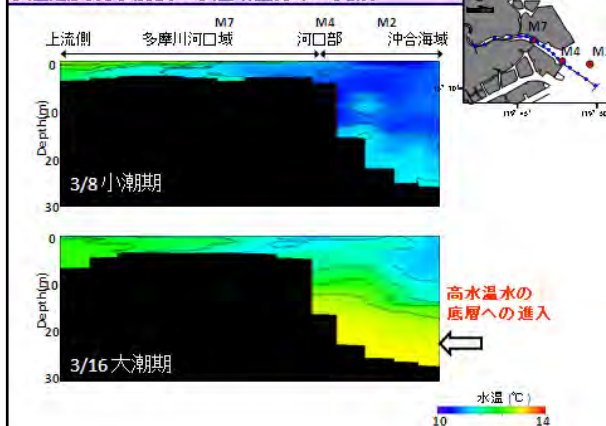 M7 M4 M2
上流側 多摩川河口域 河口部 沖合海域
0
10
20
30
Depth(m)
3/8 小潮期
0
10
20
30
Depth(m)
3/16 大潮期
高水温水の
底層への進入
水温 (℃)
10 14
M7
M4